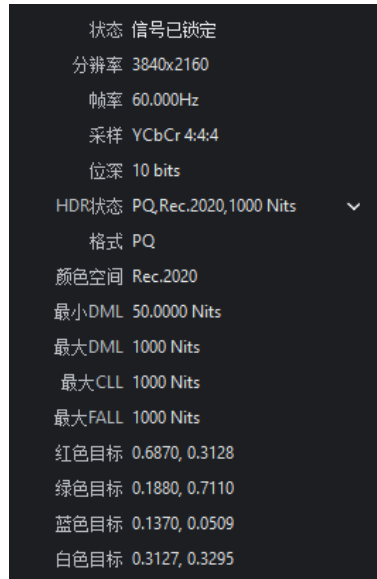 状态 信号已锁定
分辨率 3840x2160
帧率 60.000Hz
采样 YCbCr 4:4:4
位深 10 bits
HDR状态 PQ,Rec.2020,1000 Nits
格式 PQ
颜色空间 Rec.2020
最小DML 50.0000 Nits
最大DML 1000 Nits
最大CLL 1000 Nits
最大FALL 1000 Nits
红色目标 0.6870, 0.3128
绿色目标 0.1880, 0.7110
蓝色目标 0.1370, 0.0509
白色目标 0.3127, 0.3295